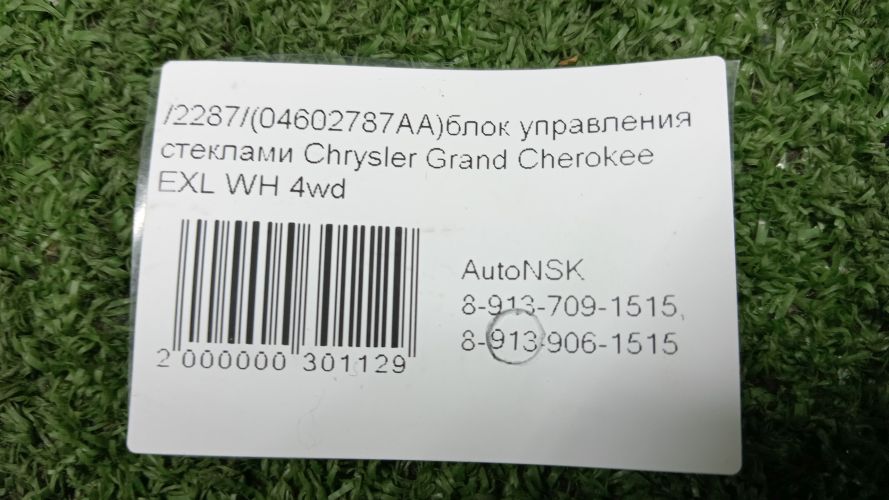 /2287/(04602787AA)блок управления
стеклами Chrysler Grand Cherokee
EXL WH 4wd
AutoNSK
8-913-709-1515,
8-913-906-1515
2 000000 301129